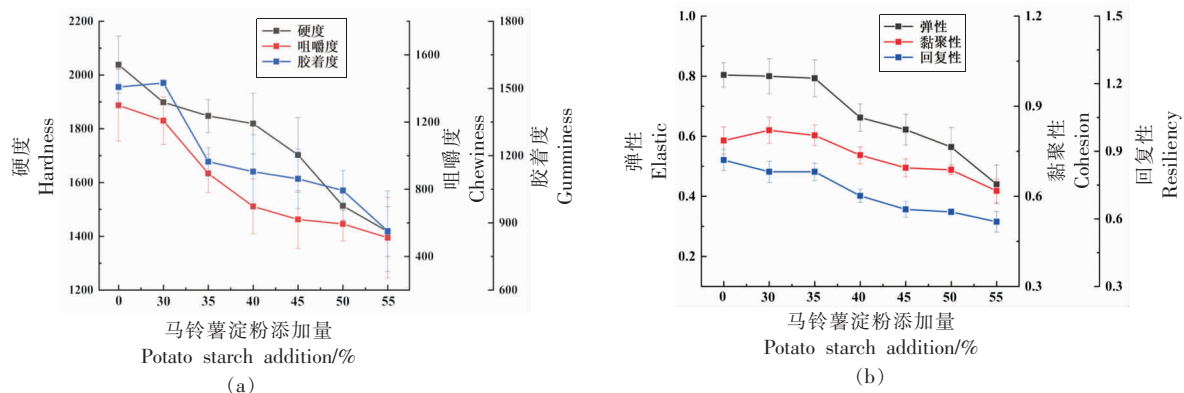 2200
2000
1800
1600
1400
1200
硬度
Hardness
硬度
咀嚼度
胶着度
1600
1200
800
400
咀嚼度
Chewiness
1800
1500
1200
900
600
胶着度
Gumminess
0 30 35 40 45 50 55
马铃薯淀粉添加量
Potato starch addition/%
(a)
1.0
0.8
0.6
0.4
0.2
弹性
Elastic
弹性
黏聚性
回复性
1.2
0.9
0.6
0.3
黏聚性
Cohesion
1.5
1.2
0.9
0.6
0.3
回复性
Resiliency
0 30 35 40 45 50 55
马铃薯淀粉添加量
Potato starch addition/%
(b)